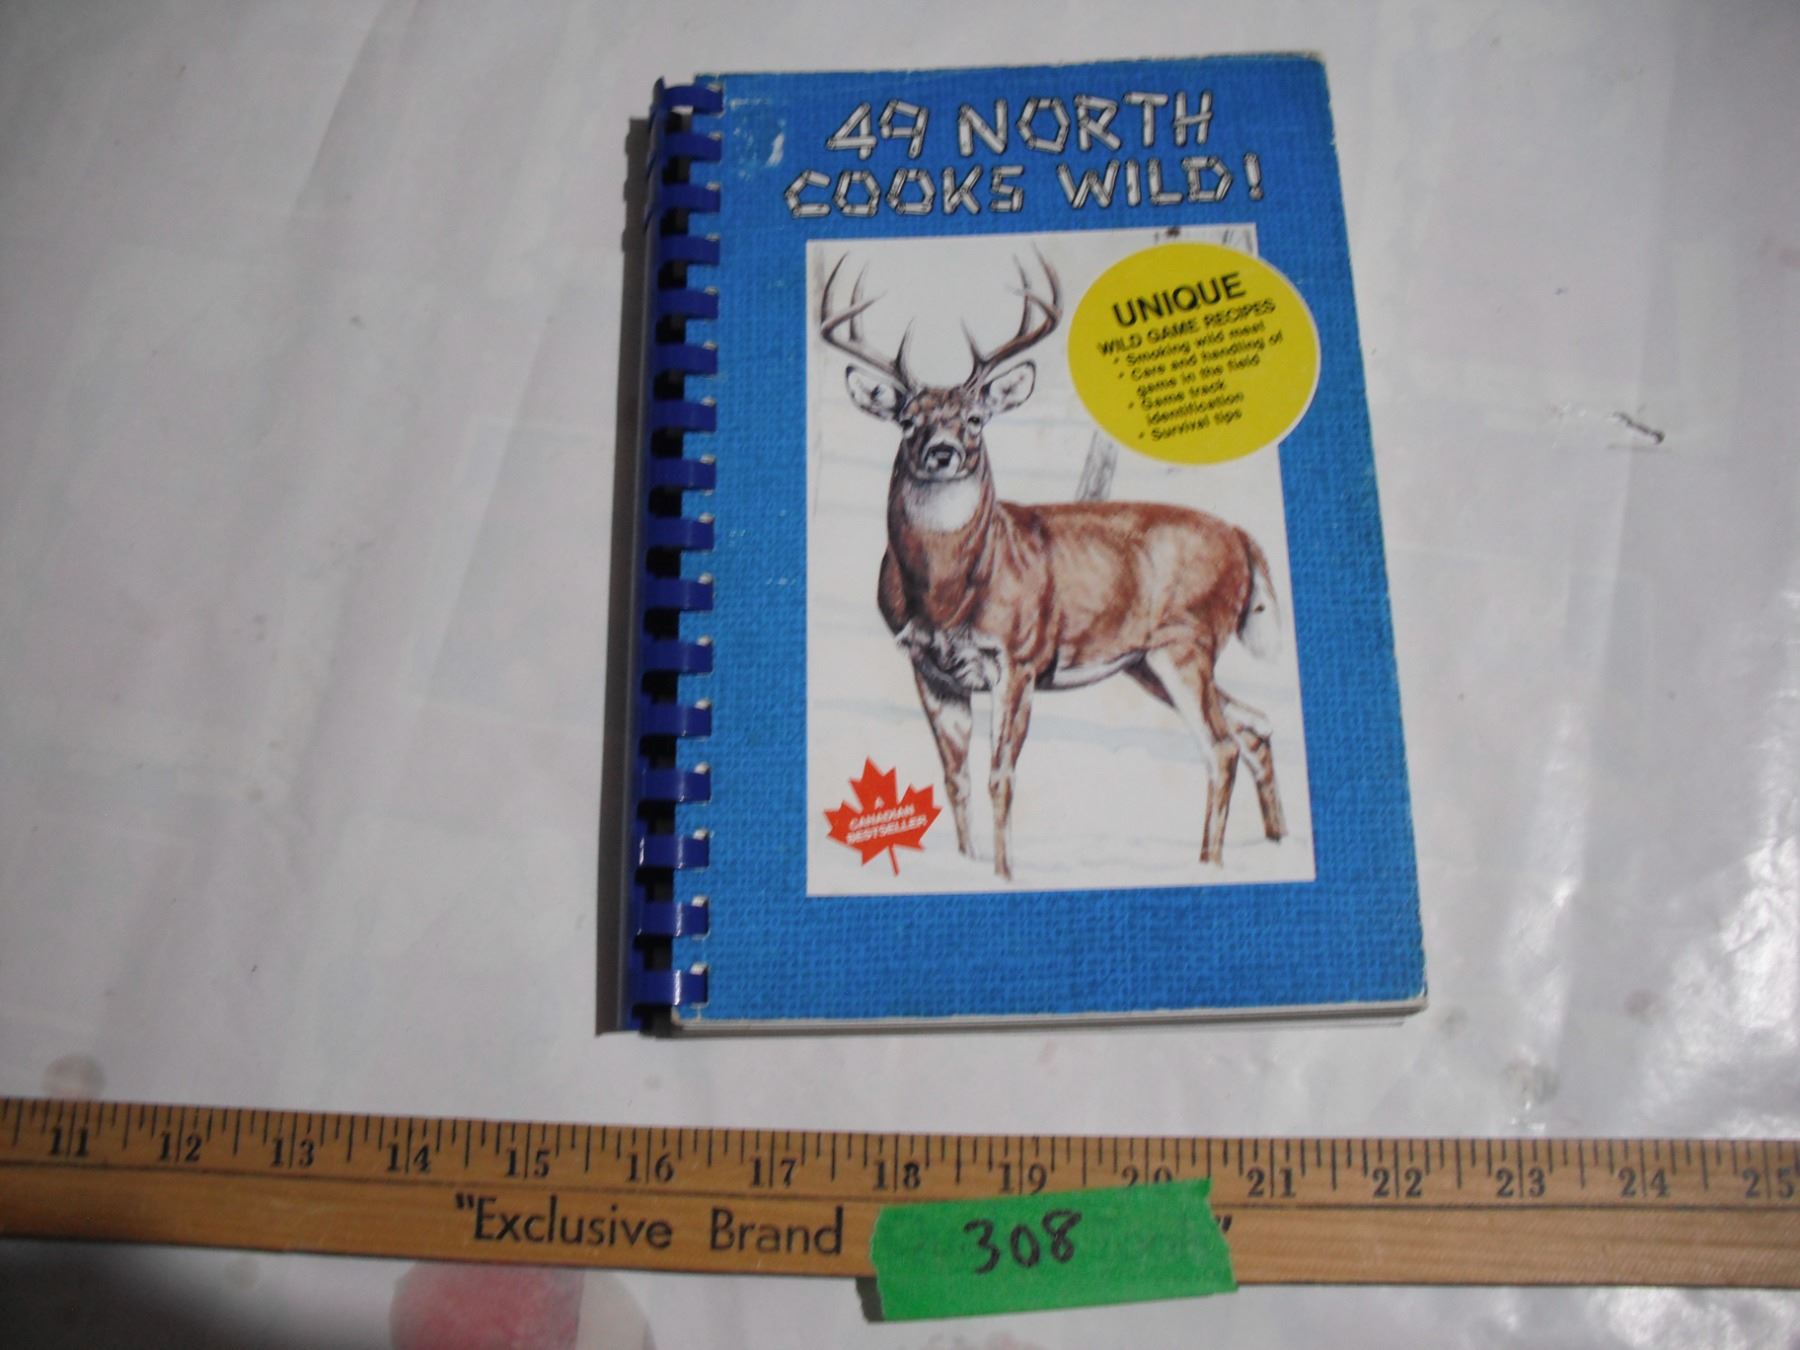 49 NORTH
COOKS WILD!
UNIQUE
WILD GAME RECIPES
• Smoking wild meat
• Care and handling of
game in the field
• Game track
identification
• Survival tips
A
CANADIAN
BESTSELLER
11 12 13 14 15 16 17 18 19 20 21 22 23 24 25
"Exclusive Brand "
308